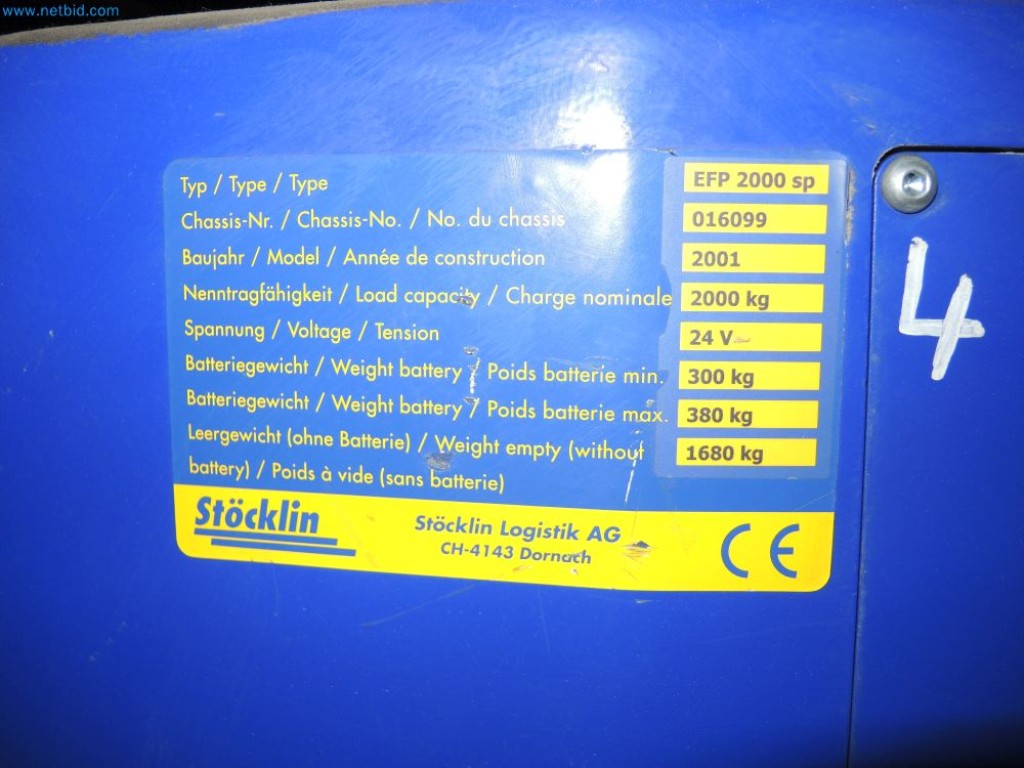 www.netbid.com
Typ / Type / Type EFP 2000 sp
Chassis-Nr. / Chassis-No. / No. du chassis 016099
Baujahr / Model / Année de construction 2001
Nenntragfähigkeit / Load capacity / Charge nominale 2000 kg
Spannung / Voltage / Tension 24 V
Batteriegewicht / Weight battery / Poids batterie min. 300 kg
Batteriegewicht / Weight battery / Poids batterie max. 380 kg
Leergewicht (ohne Batterie) / Weight empty (without 1680 kg
battery) / Poids à vide (sans batterie)
Stöcklin
Stöcklin Logistik AG
CH-4143 Dornach
CE
4